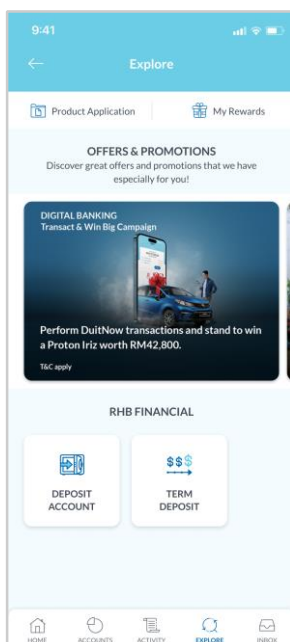 9:41
Explore
Product Application
My Rewards
OFFERS & PROMOTIONS
Discover great offers and promotions that we have
especially for you!
DIGITAL BANKING
Transact & Win Big Campaign
Perform DuitNow transactions and stand to win
a Proton Iriz worth RM42,800.
T&C apply
RHB FINANCIAL
$$$
DEPOSIT
ACCOUNT
TERM
DEPOSIT
HOME
ACCOUNTS
ACTIVITY
EXPLORE
INBOX